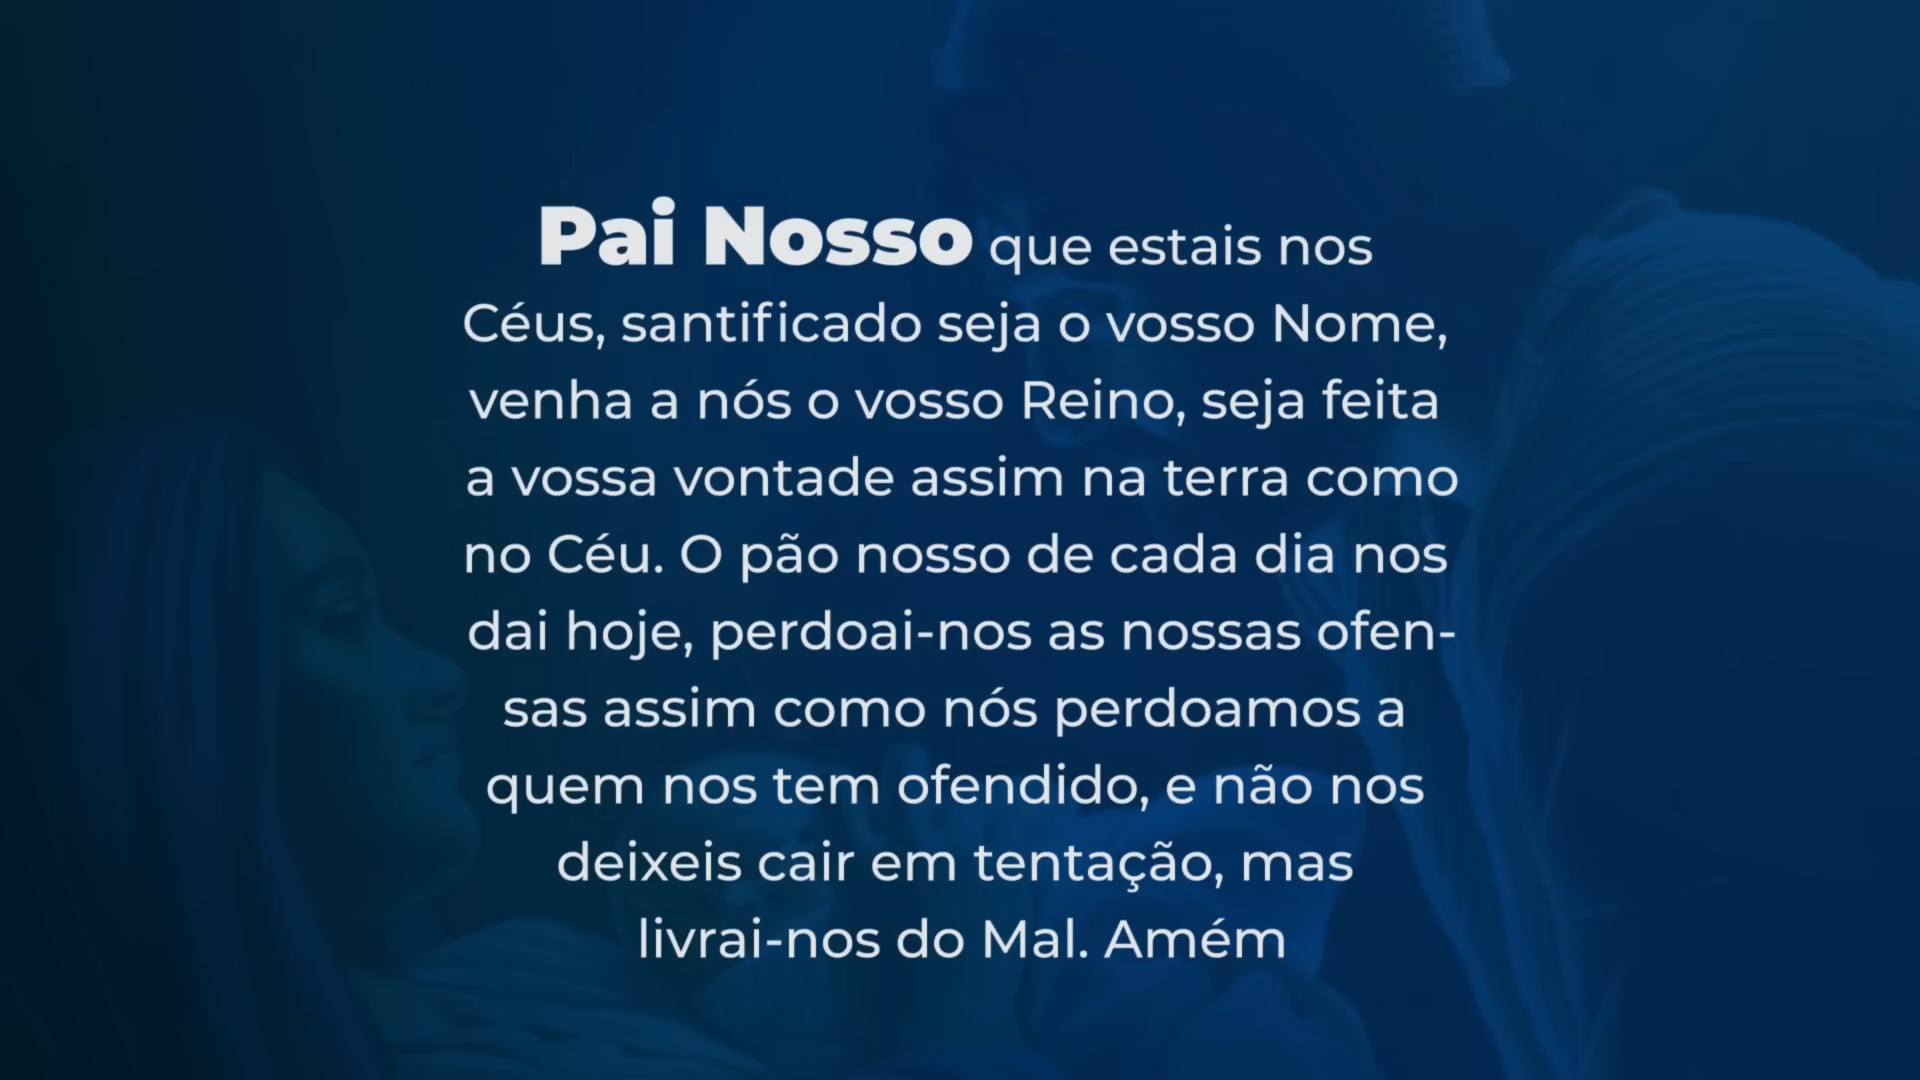 Pai Nosso que estais nos
Céus, santificado seja o vosso Nome,
venha a nós o vosso Reino, seja feita
a vossa vontade assim na terra como
no Céu. O pão nosso de cada dia nos
dai hoje, perdoai-nos as nossas ofen-
sas assim como nós perdoamos a
quem nos tem ofendido, e não nos
deixeis cair em tentação, mas
livrai-nos do Mal. Amém